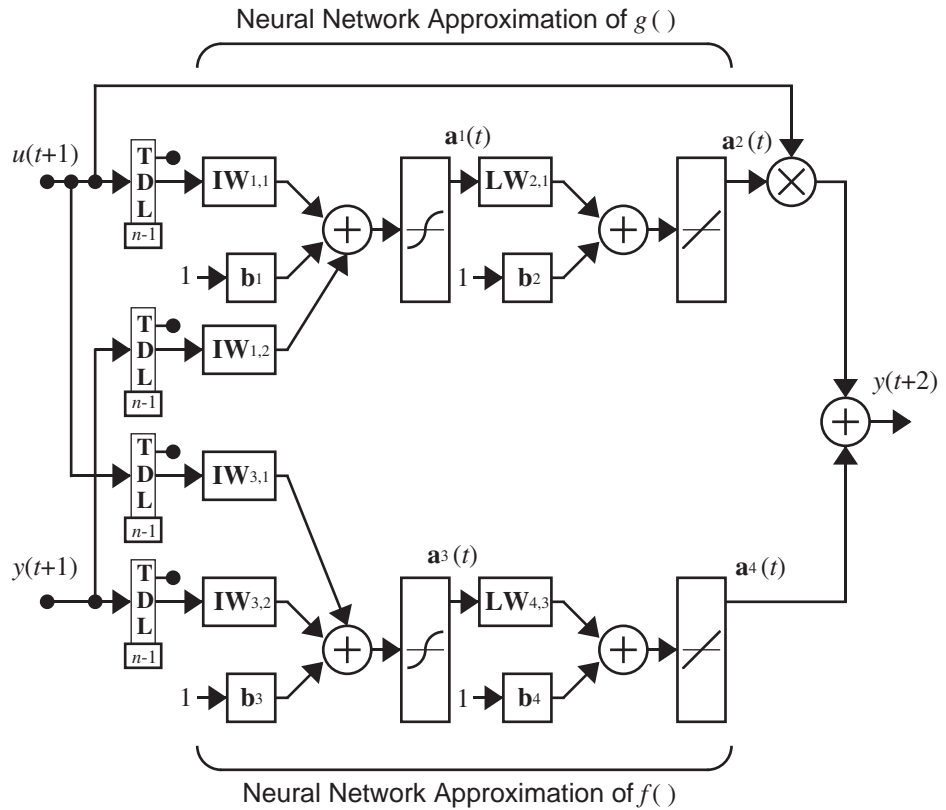 Neural Network Approximation of g ( )
a1(t)
a2 (t)
u(t+1)
T
D
L
n-1
IW1,1
LW2,1
1
b1
1
b2
T
D
L
n-1
IW1,2
y(t+2)
T
D
L
n-1
IW3,1
y(t+1)
T
D
L
n-1
IW3,2
a3 (t)
LW4,3
a4 (t)
1
b3
1
b4
Neural Network Approximation of f ( )